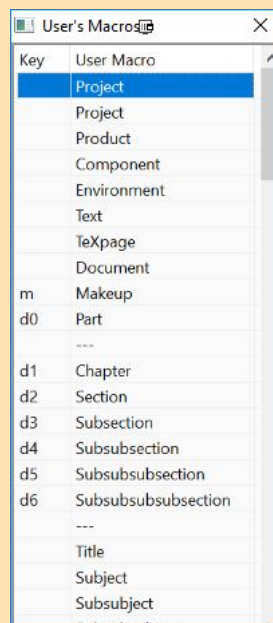 User's Macros
Key User Macro
Project
Project
Product
Component
Environment
Text
TeXpage
Document
m Makeup
d0 Part
---
d1 Chapter
d2 Section
d3 Subsection
d4 Subsubsection
d5 Subsubsubsection
d6 Subsubsubsubsection
---
Title
Subject
Subsubject